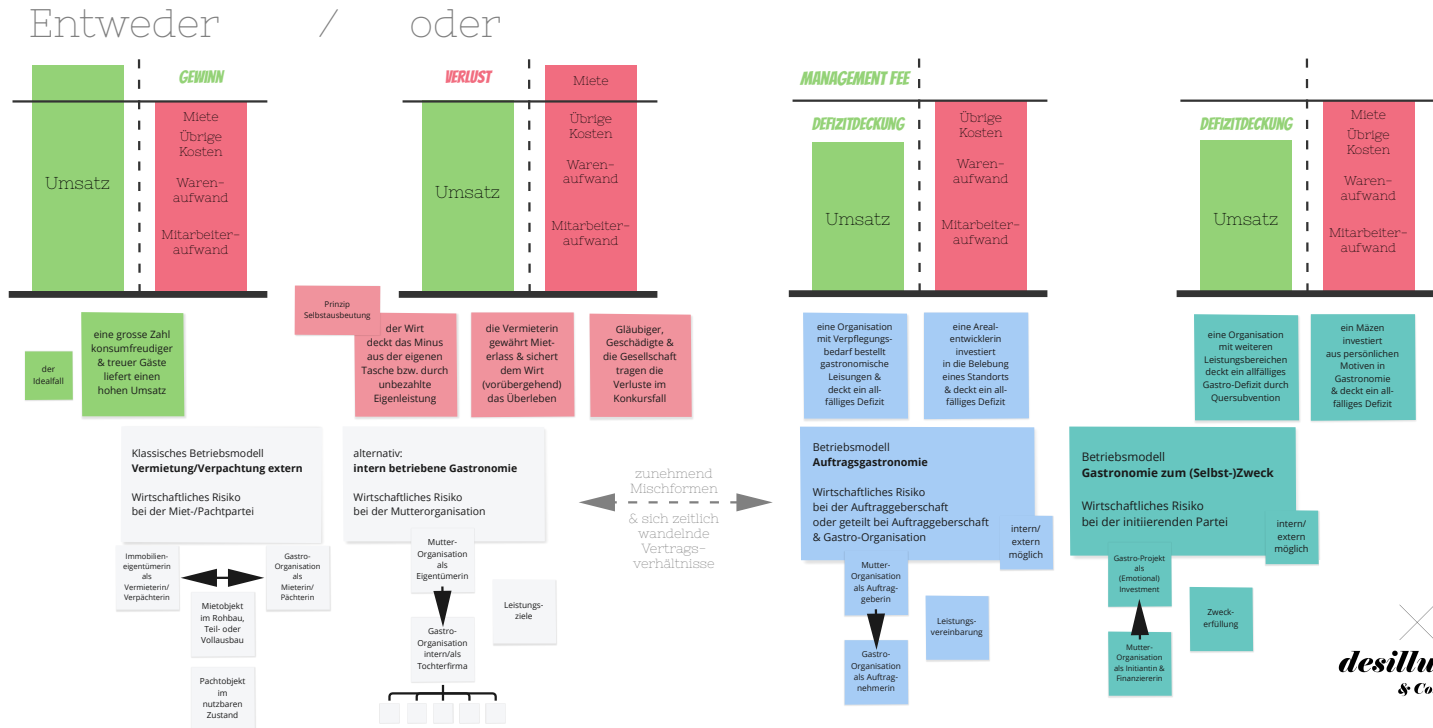 Entweder / oder
GEWINN
Umsatz
Miete
Übrige
Kosten
Waren-
aufwand
Mitarbeiter-
aufwand
VERLUST
Umsatz
Miete
Übrige
Kosten
Waren-
aufwand
Mitarbeiter-
aufwand
MANAGEMENT FEE
DEFIZITDECKUNG
Umsatz
Übrige
Kosten
Waren-
aufwand
Mitarbeiter-
aufwand
DEFIZITDECKUNG
Umsatz
Miete
Übrige
Kosten
Waren-
aufwand
Mitarbeiter-
aufwand
der
Idealfall
eine grosse Zahl
konsumfreudiger
& treuer Gäste
liefert einen
hohen Umsatz
Prinzip
Selbstausbeutung
der Wirt
deckt das Minus
aus der eigenen
Tasche bzw. durch
unbezahlte
Eigenleistung
die Vermieterin
gewährt Miet-
erlass & sichert
dem Wirt
(vorübergehend)
das Überleben
Gläubiger,
Geschädigte &
die Gesellschaft
tragen die
Verluste im
Konkursfall
eine Organisation
mit Verpflegungs-
bedarf bestellt
gastronomische
Leisungen &
deckt ein all-
fälliges Defizit
eine Areal-
entwicklerin
investiert
in die Belebung
eines Standorts
& deckt ein all-
fälliges Defizit
eine Organisation
mit weiteren
Leistungsbereichen
deckt ein allfälliges
Gastro-Defizit durch
Quersubvention
ein Mäzen
investiert
aus persönlichen
Motiven in
Gastronomie
& deckt ein all-
fälliges Defizit
Klassisches Betriebsmodell
Vermietung/Verpachtung extern
Wirtschaftliches Risiko
bei der Miet-/Pachtpartei
Immobilien-
eigentümerin
als
Vermieterin/
Verpächterin
Gastro-
Organisation
als
Mieterin/
Pächterin
Mietobjekt
im Rohbau,
Teil- oder
Vollausbau
Pachtobjekt
im
nutzbaren
Zustand
alternativ:
intern betriebene Gastronomie
Wirtschaftliches Risiko
bei der Mutterorganisation
Mutter-
Organisation
als
Eigentümerin
Leistungs-
ziele
Gastro-
Organisation
intern/als
Tochterfirma
zunehmend
Mischformen
& sich zeitlich
wandelnde
Vertrags-
verhältnisse
Betriebsmodell
Auftragsgastronomie
Wirtschaftliches Risiko
bei der Auftraggeberschaft
oder geteilt bei Auftraggeberschaft
& Gastro-Organisation
intern/
extern
möglich
Mutter-
Organisation
als Auftrag-
geberin
Leistungs-
vereinbarung
Gastro-
Organisation
als Auftrag-
nehmerin
Betriebsmodell
Gastronomie zum (Selbst-)Zweck
Wirtschaftliches Risiko
bei der initiierenden Partei
intern/
extern
möglich
Gastro-Projekt
als
(Emotional)
Investment
Zweck-
erfüllung
Mutter-
Organisation
als Initiantin &
Finanziererin
desillu
& Co